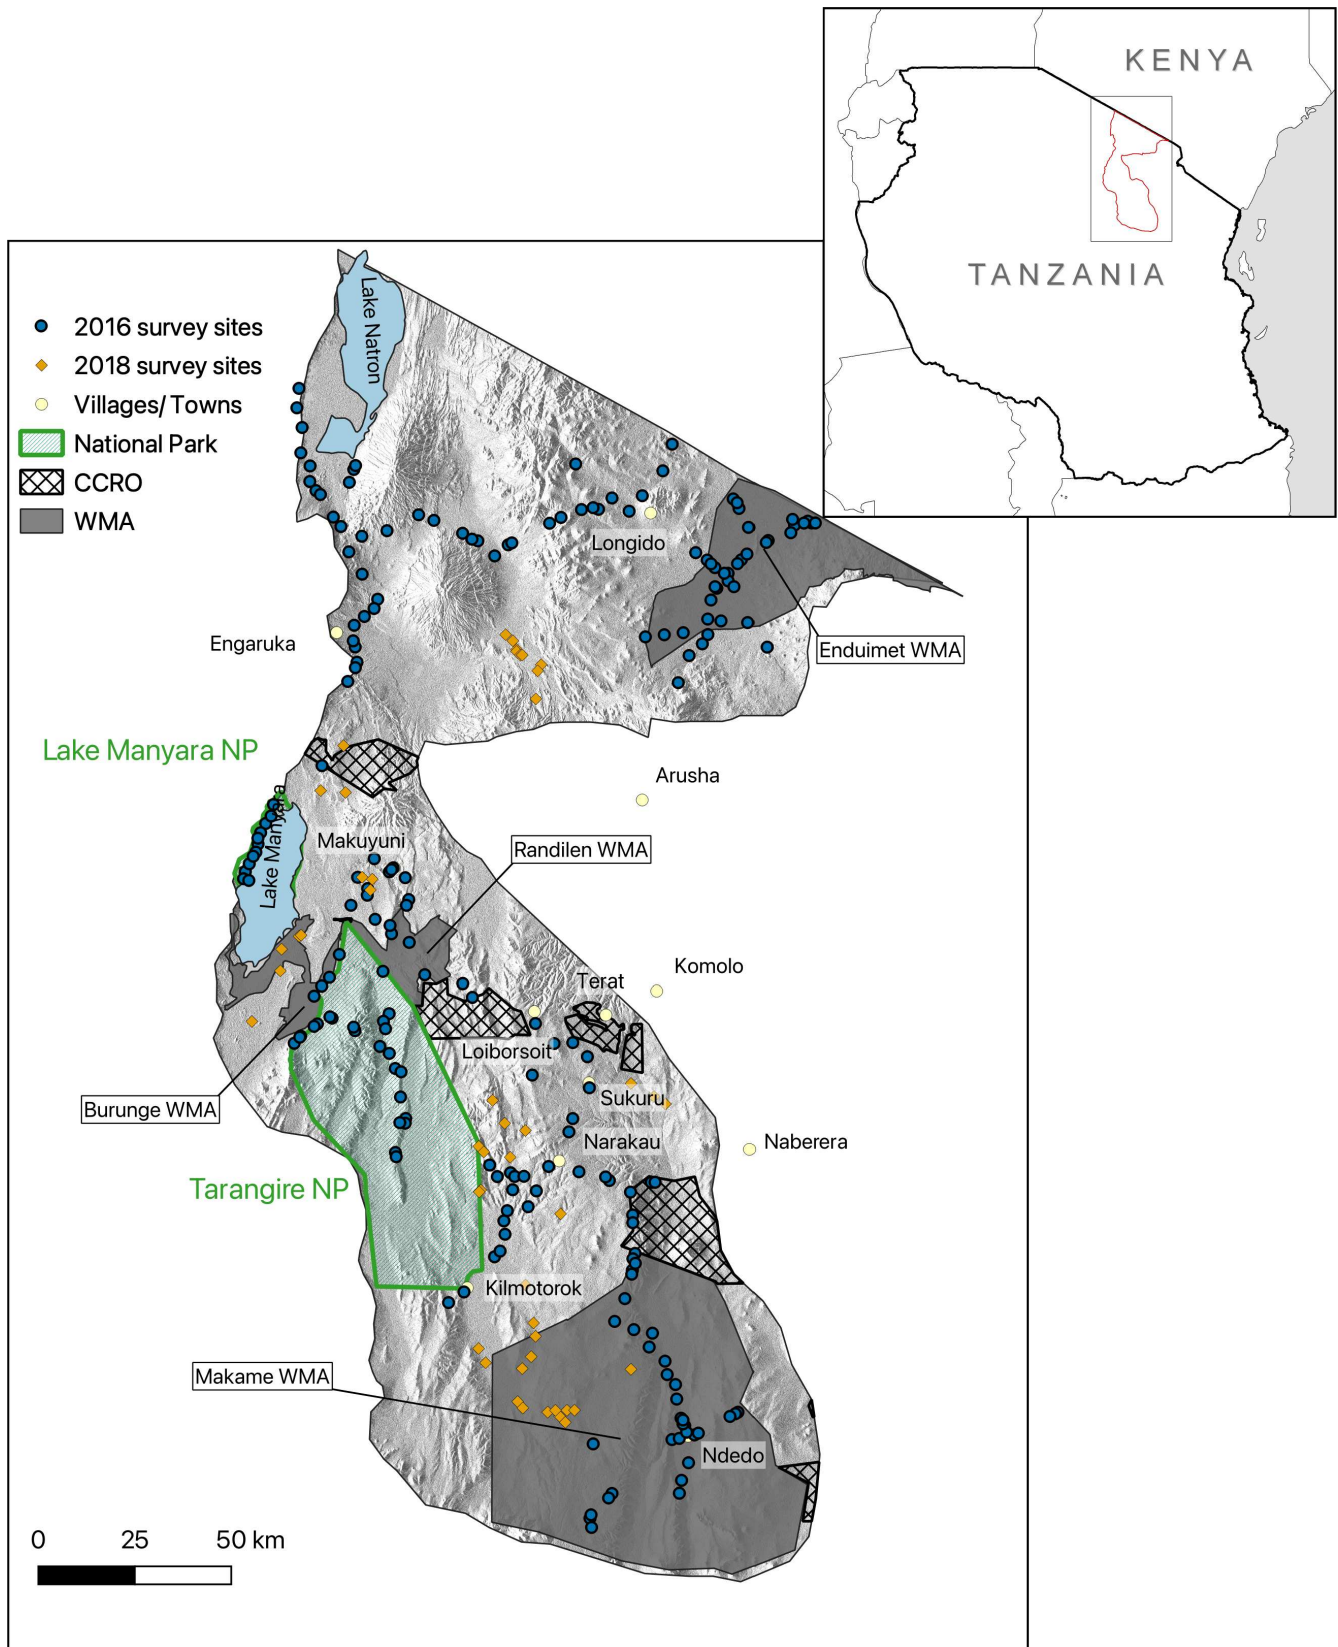 KENYA
TANZANIA
Lake Natron
2016 survey sites
2018 survey sites
Villages/ Towns
National Park
CCRO
WMA
Longido
Engaruka
Enduimet WMA
Lake Manyara NP
Arusha
Lake Manyara
Makuyuni
Randilen WMA
Komolo
Terat
Loiborsoit
Burunge WMA
Sukuru
Narakau
Naberera
Tarangire NP
Kilmotorok
Makame WMA
Ndedo
0 25 50 km